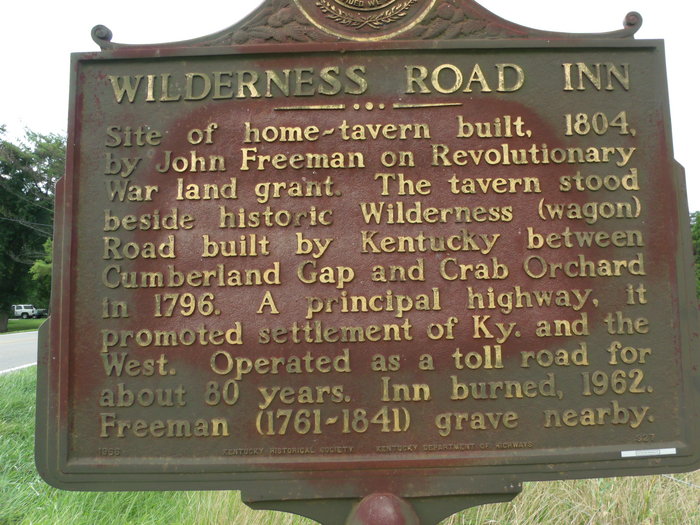 WILDERNESS ROAD INN
Site of home-tavern built, 1804,
by John Freeman on Revolutionary
War land grant. The tavern stood
beside historic Wilderness (wagon)
Road built by Kentucky between
Cumberland Gap and Crab Orchard
in 1796. A principal highway, it
promoted settlement of Ky. and the
West. Operated as a toll road for
about 80 years. Inn burned, 1962.
Freeman (1761-1841) grave nearby.
KENTUCKY HISTORICAL SOCIETY KENTUCKY DEPARTMENT OF HIGHWAYS